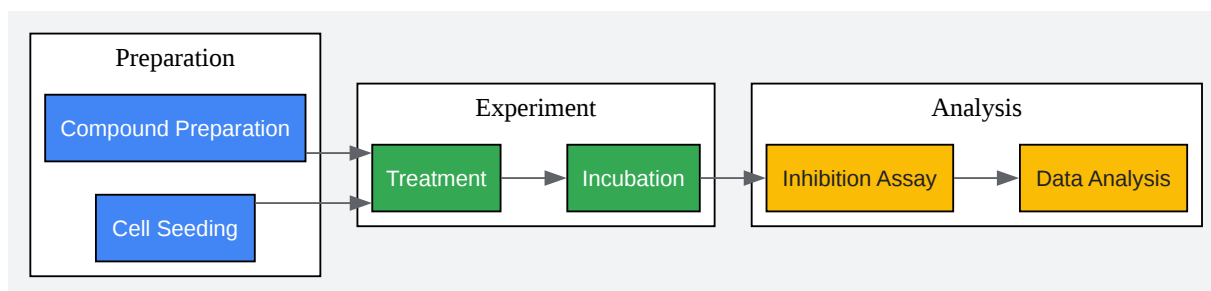 Preparation
Compound Preparation
Cell Seeding
Experiment
Treatment
Incubation
Analysis
Inhibition Assay
Data Analysis